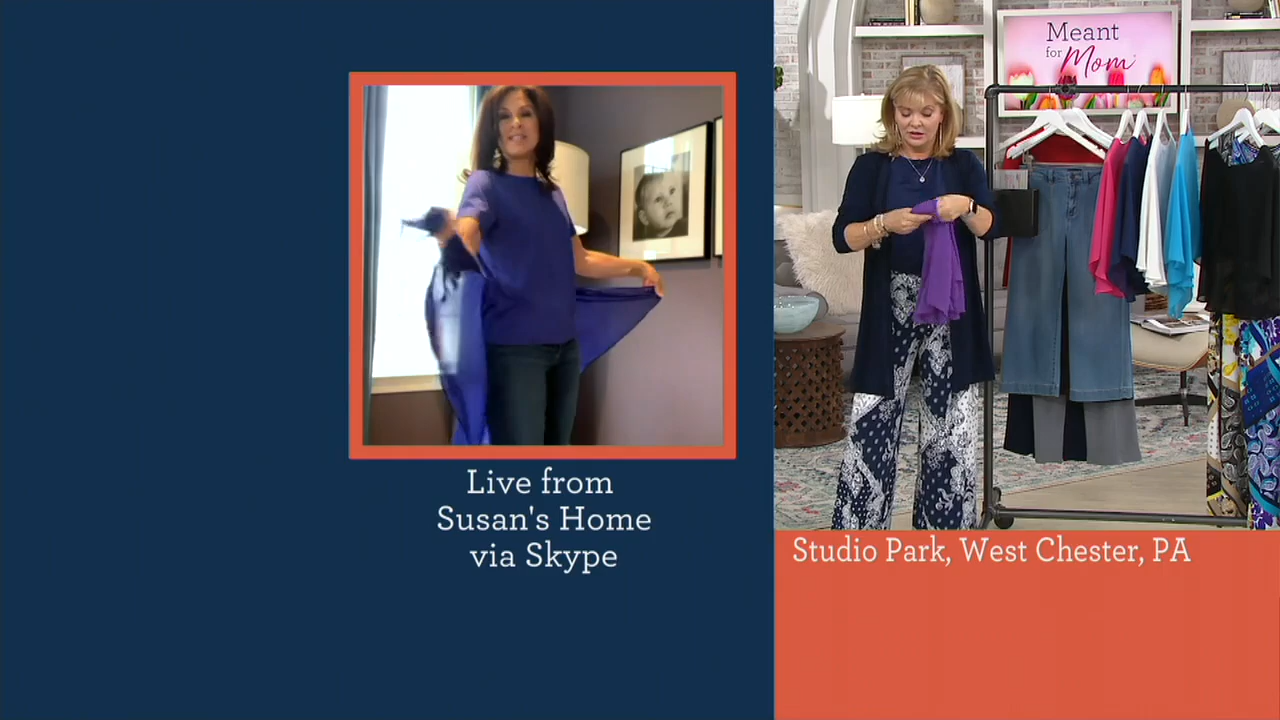 Meant
for Mom
Live from
Susan's Home
via Skype
Studio Park, West Chester, PA